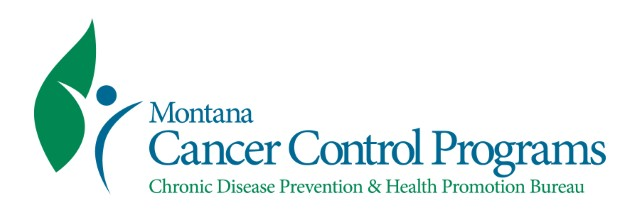 Montana
Cancer Control Programs
Chronic Disease Prevention & Health Promotion Bureau